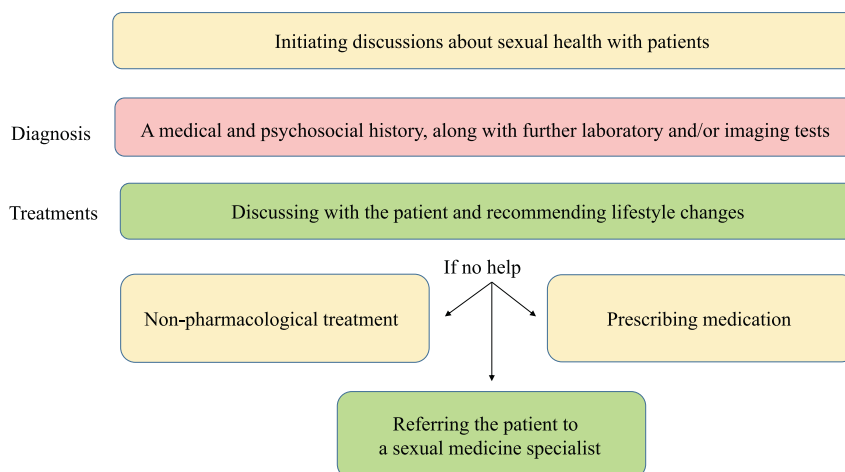 Initiating discussions about sexual health with patients
Diagnosis
A medical and psychosocial history, along with further laboratory and/or imaging tests
Treatments
Discussing with the patient and recommending lifestyle changes
If no help
Non-pharmacological treatment
Prescribing medication
Referring the patient to
a sexual medicine specialist